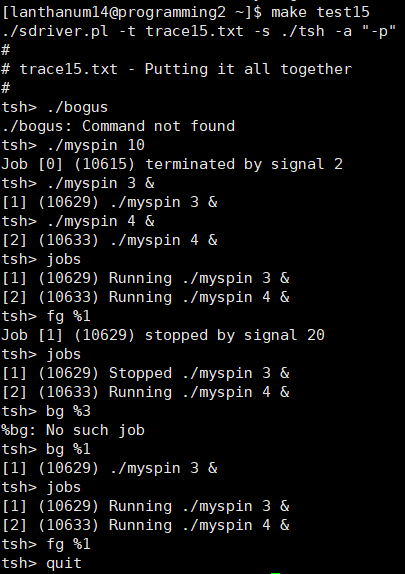 [lanthanum14@programming2 ~]$ make test15
./sdriver.pl -t trace15.txt -s ./tsh -a "-p"
#
# trace15.txt - Putting it all together
#
tsh> ./bogus
./bogus: Command not found
tsh> ./myspin 10
Job [0] (10615) terminated by signal 2
tsh> ./myspin 3 &
[1] (10629) ./myspin 3 &
tsh> ./myspin 4 &
[2] (10633) ./myspin 4 &
tsh> jobs
[1] (10629) Running ./myspin 3 &
[2] (10633) Running ./myspin 4 &
tsh> fg %1
Job [1] (10629) stopped by signal 20
tsh> jobs
[1] (10629) Stopped ./myspin 3 &
[2] (10633) Running ./myspin 4 &
tsh> bg %3
%bg: No such job
tsh> bg %1
[1] (10629) ./myspin 3 &
tsh> jobs
[1] (10629) Running ./myspin 3 &
[2] (10633) Running ./myspin 4 &
tsh> fg %1
tsh> quit